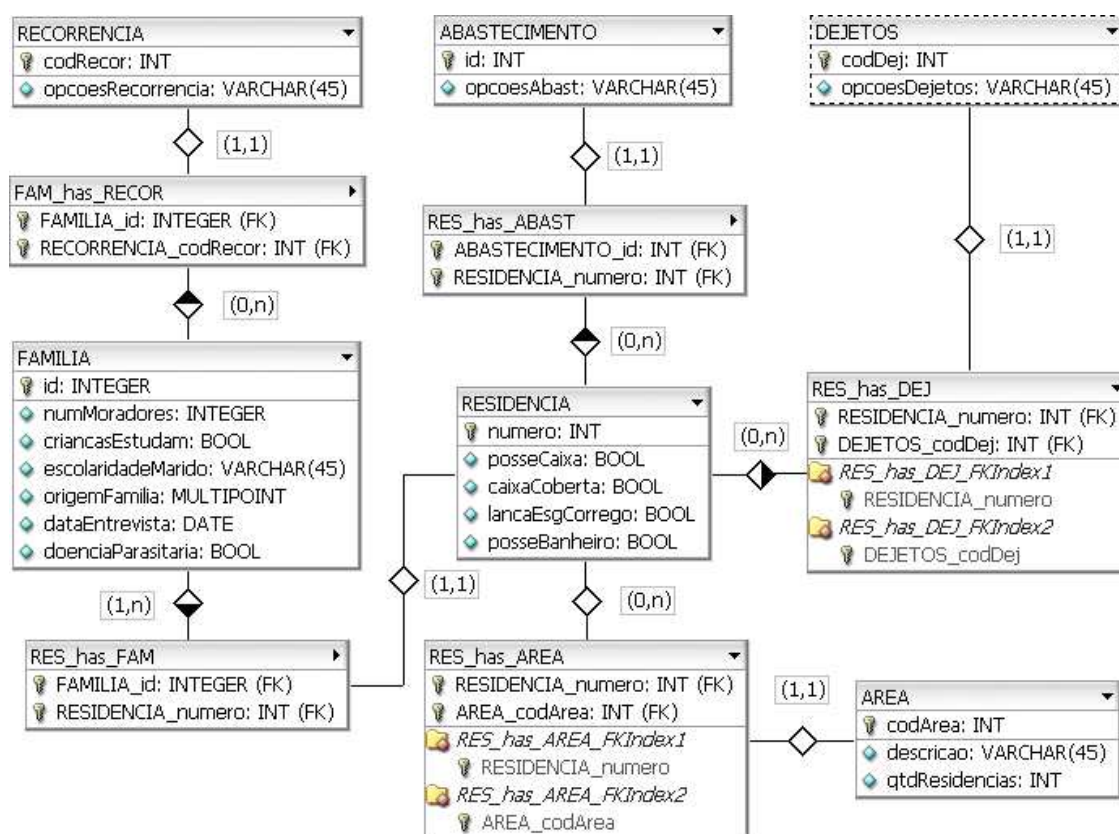 RECORRENCIA
codRecor: INT
opcoesRecorrencia: VARCHAR(45)
(1,1)
FAM_has_RECOR
FAMILIA_id: INTEGER (FK)
RECORRENCIA_codRecor: INT (FK)
(0,n)
FAMILIA
id: INTEGER
numMoradores: INTEGER
criancasEstudam: BOOL
escolaridadeMarido: VARCHAR(45)
origemFamilia: MULTIPOINT
dataEntrevista: DATE
doenciaParasitaria: BOOL
(1,n)
RES_has_FAM
FAMILIA_id: INTEGER (FK)
RESIDENCIA_numero: INT (FK)
(1,1)
ABASTECIMENTO
id: INT
opcoesAbast: VARCHAR(45)
(1,1)
RES_has_ABAST
ABASTECIMENTO_id: INT (FK)
RESIDENCIA_numero: INT (FK)
(0,n)
RESIDENCIA
numero: INT
posseCaixa: BOOL
caixaCoberta: BOOL
lancaEsgCorrego: BOOL
posseBanheiro: BOOL
(0,n)
RES_has_AREA
RESIDENCIA_numero: INT (FK)
AREA_codArea: INT (FK)
RES_has_AREA_FKIndex1
RESIDENCIA_numero
RES_has_AREA_FKIndex2
AREA_codArea
DEJETOS
codDej: INT
opcoesDejetos: VARCHAR(45)
(1,1)
RES_has_DEJ
RESIDENCIA_numero: INT (FK)
DEJETOS_codDej: INT (FK)
RES_has_DEJ_FKIndex1
RESIDENCIA_numero
RES_has_DEJ_FKIndex2
DEJETOS_codDej
(0,n)
(1,1)
AREA
codArea: INT
descricao: VARCHAR(45)
qtdResidencias: INT